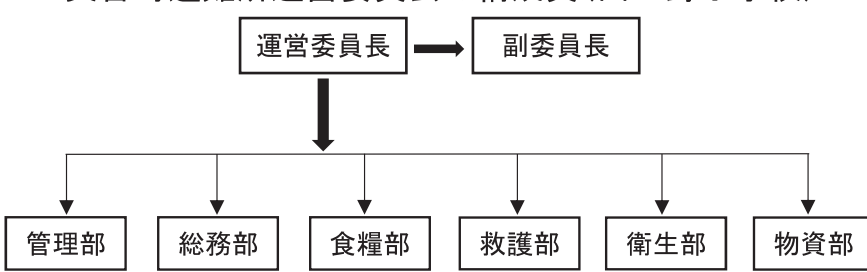 運営委員長
副委員長
管理部
総務部
食糧部
救護部
衛生部
物資部